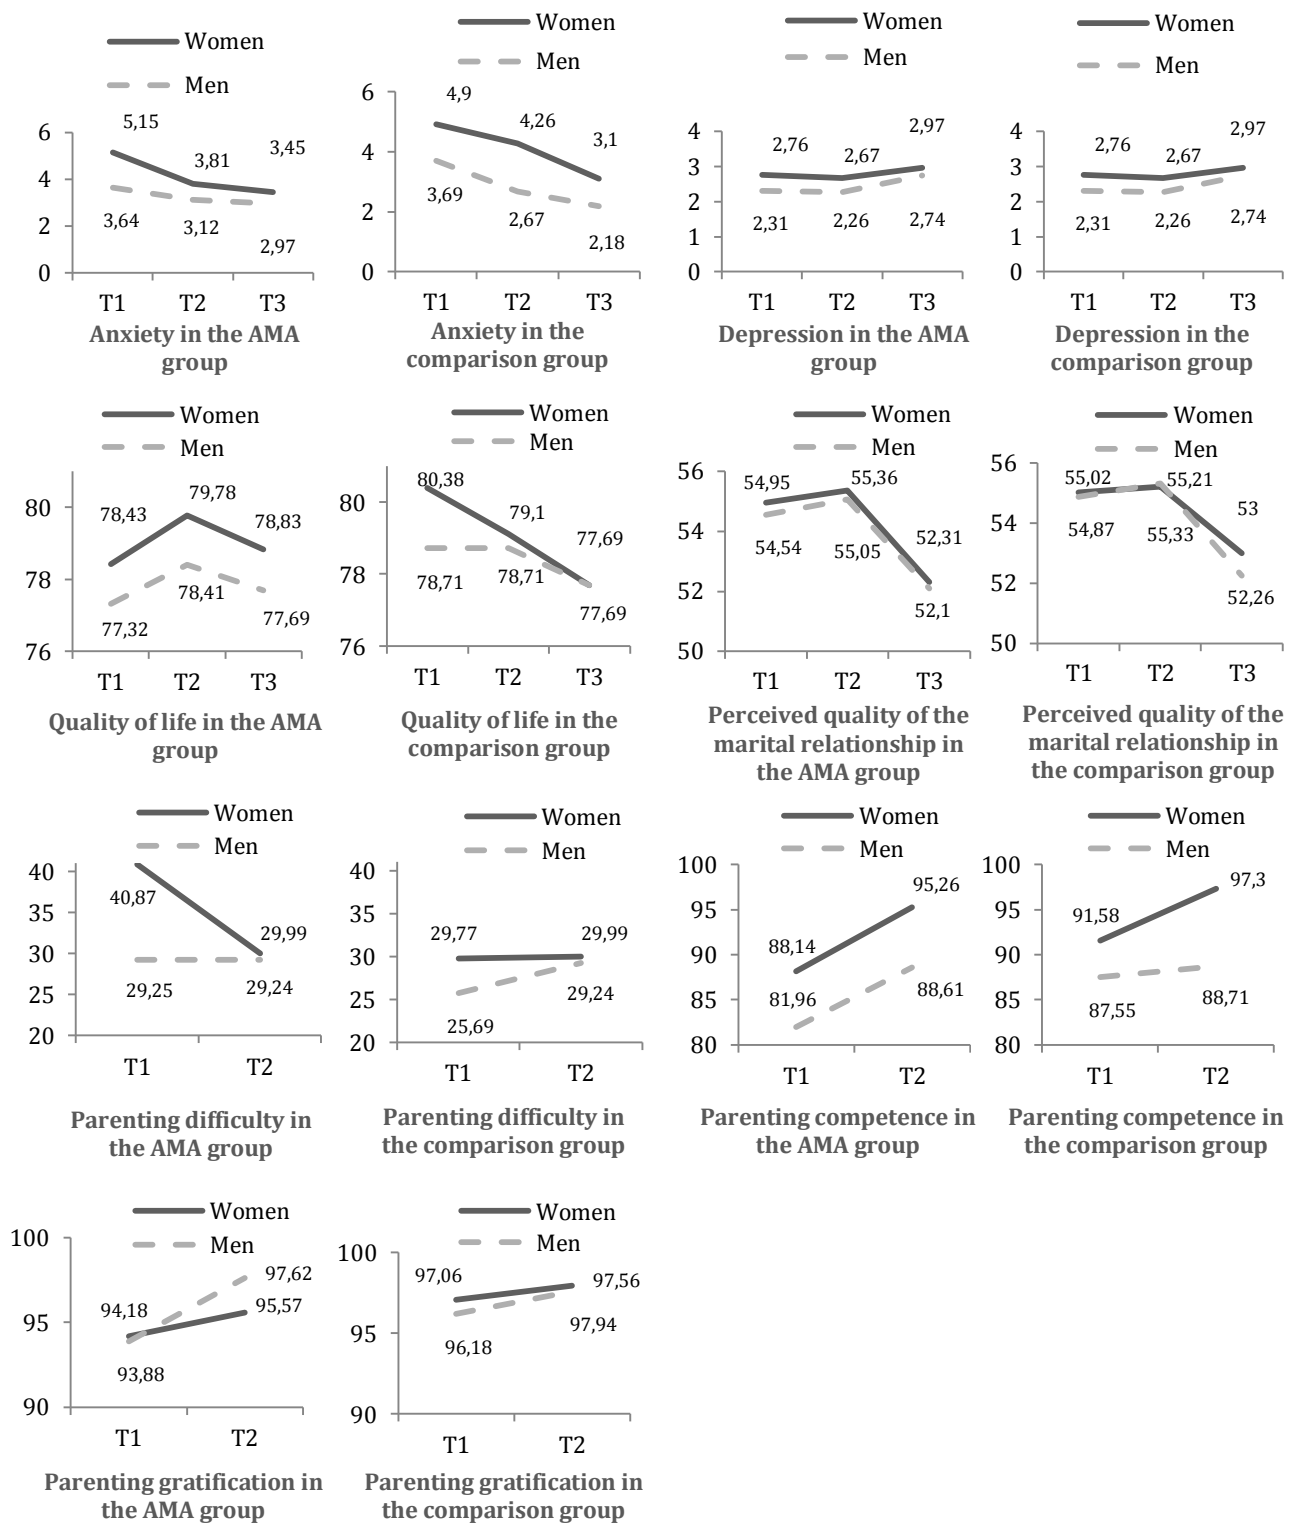 Women
Men
5,15
3,81
3,45
3,64
3,12
2,97
6
4
2
0
T1 T2 T3
Anxiety in the AMA
group
Women
Men
4,9
4,26
3,1
3,69
2,67
2,18
6
4
2
0
T1 T2 T3
Anxiety in the
comparison group
Women
Men
2,76
2,67
2,97
2,31
2,26
2,74
4
3
2
1
0
T1 T2 T3
Depression in the AMA
group
Women
Men
2,76
2,67
2,97
2,31
2,26
2,74
4
3
2
1
0
T1 T2 T3
Depression in the
comparison group
Women
Men
78,43
79,78
78,83
77,32
78,41
77,69
80
78
76
T1 T2 T3
Quality of life in the AMA
group
Women
Men
80,38
79,1
77,69
78,71
78,71
77,69
80
78
76
T1 T2 T3
Quality of life in the
comparison group
Women
Men
54,95
55,36
52,31
54,54
55,05
52,1
56
54
52
50
T1 T2 T3
Perceived quality of the
marital relationship in
the AMA group
Women
Men
55,02
55,21
53
54,87
55,33
52,26
56
54
52
50
T1 T2 T3
Perceived quality of the
marital relationship in
the comparison group
Women
Men
40,87
29,99
29,25
29,24
40
35
30
25
20
T1 T2
Parenting difficulty in
the AMA group
Women
Men
29,77
29,99
25,69
29,24
40
35
30
25
20
T1 T2
Parenting difficulty in
the comparison group
Women
Men
88,14
95,26
81,96
88,61
100
95
90
85
80
T1 T2
Parenting competence in
the AMA group
Women
Men
91,58
97,3
87,55
88,71
100
95
90
85
80
T1 T2
Parenting competence in
the comparison group
Women
Men
94,18
97,62
95,57
93,88
100
95
90
T1 T2
Parenting gratification in
the AMA group
Women
Men
97,06
97,56
96,18
97,94
100
95
90
T1 T2
Parenting gratification in
the comparison group